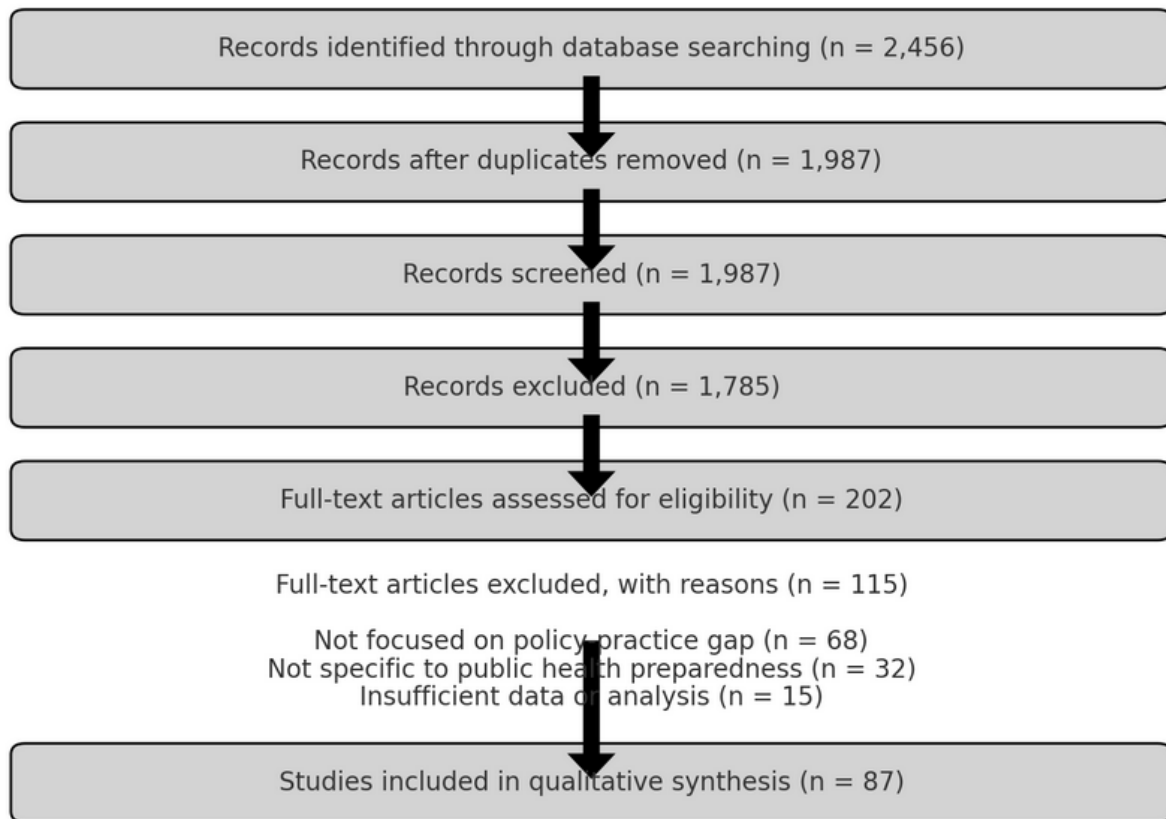 Records identified through database searching (n = 2,456)
Records after duplicates removed (n = 1,987)
Records screened (n = 1,987)
Records excluded (n = 1,785)
Full-text articles assessed for eligibility (n = 202)
Full-text articles excluded, with reasons (n = 115)
Not focused on policy-practice gap (n = 68)
Not specific to public health preparedness (n = 32)
Insufficient data or analysis (n = 15)
Studies included in qualitative synthesis (n = 87)